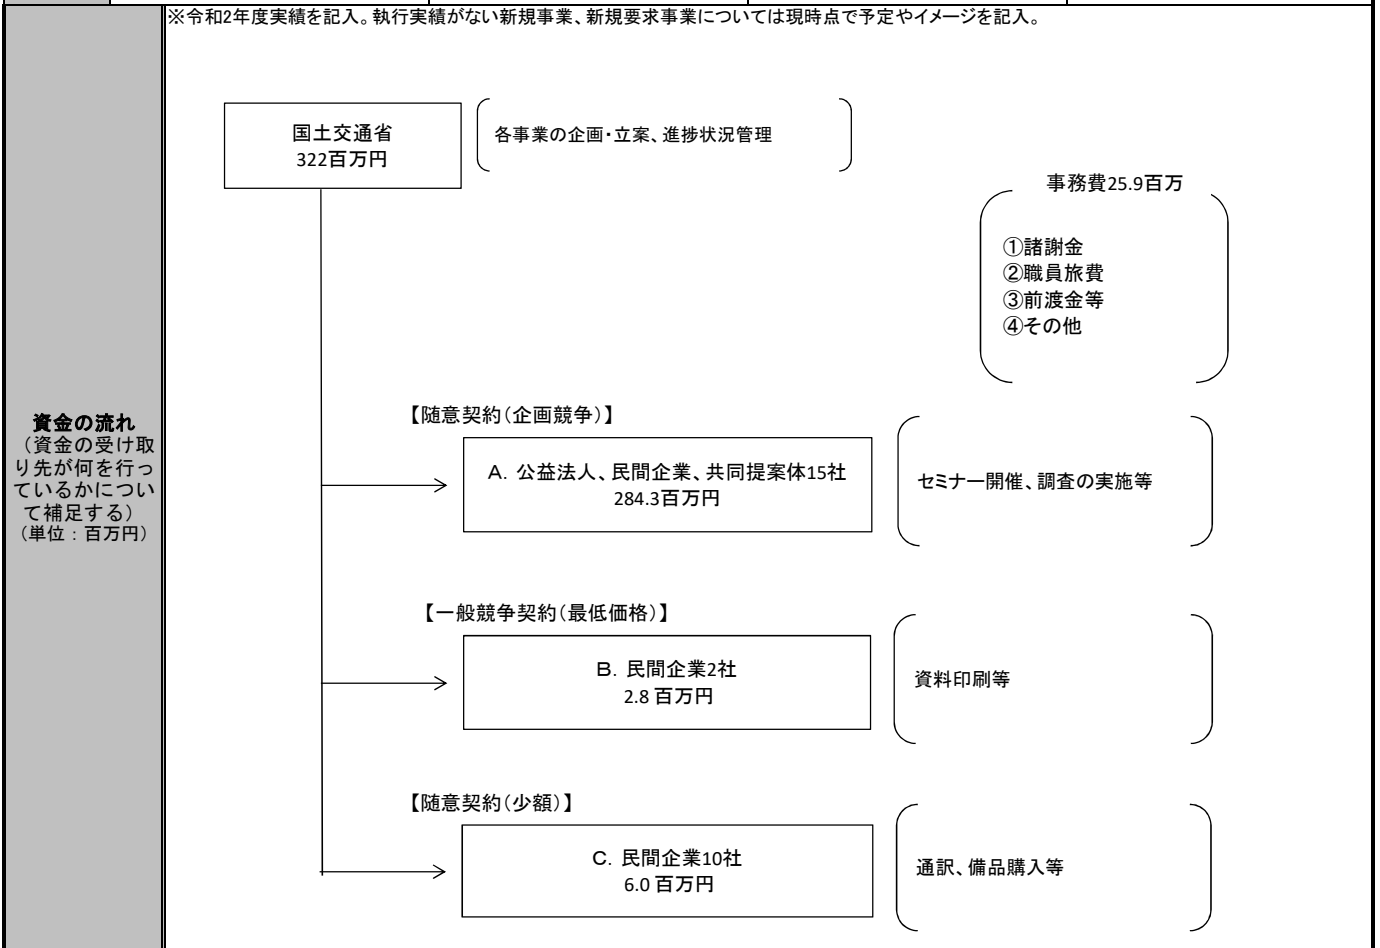 ※令和2年度実績を記入。執行実績がない新規事業、新規要求事業については現時点で予定やイメージを記入。
国土交通省
322百万円
各事業の企画・立案、進捗状況管理
事務費25.9百万
①諸謝金
②職員旅費
③前渡金等
④その他
資金の流れ
（資金の受け取
り先が何を行っ
ているかについ
て補足する）
（単位：百万円）
【随意契約（企画競争）】
A．公益法人、民間企業、共同提案体15社
284.3百万円
セミナー開催、調査の実施等
【一般競争契約（最低価格）】
B．民間企業2社
2.8 百万円
資料印刷等
【随意契約（少額）】
C．民間企業10社
6.0 百万円
通訳、備品購入等